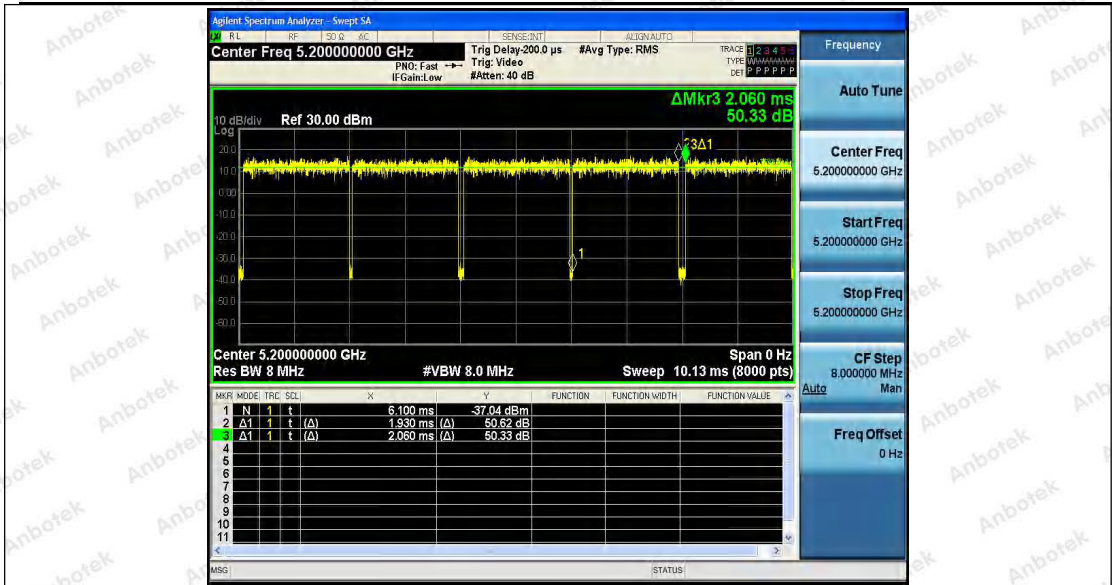 Agilent Spectrum Analyzer - Swept SA
RL RF 50 Ω AC SENSE:INT ALIGNAUTO
Center Freq 5.200000000 GHz
PNO: Fast
IFGain:Low
Trig Delay-200.0 µs #Avg Type: RMS
Trig: Video
#Atten: 40 dB
TRACE 1 2 3 4 5 6
TYPE
DET P P P P P P
ΔMkr3 2.060 ms
50.33 dB
10 dB/div Ref 30.00 dBm
Log
20.0
10.0
0.00
-10.0
-20.0
-30.0
-40.0
-50.0
-60.0
3Δ1
1
Center 5.200000000 GHz Span 0 Hz
Res BW 8 MHz #VBW 8.0 MHz Sweep 10.13 ms (8000 pts)
MKR MODE TRC SCL X Y FUNCTION FUNCTION WIDTH FUNCTION VALUE
1 N 1 t 6.100 ms -37.04 dBm
2 Δ1 1 t (Δ) 1.930 ms (Δ) 50.62 dB
3 Δ1 1 t (Δ) 2.060 ms (Δ) 50.33 dB
4
5
6
7
8
9
10
11
MSG STATUS
Frequency
Auto Tune
Center Freq
5.200000000 GHz
Start Freq
5.200000000 GHz
Stop Freq
5.200000000 GHz
CF Step
8.000000 MHz
Auto Man
Freq Offset
0 Hz
Anbotek